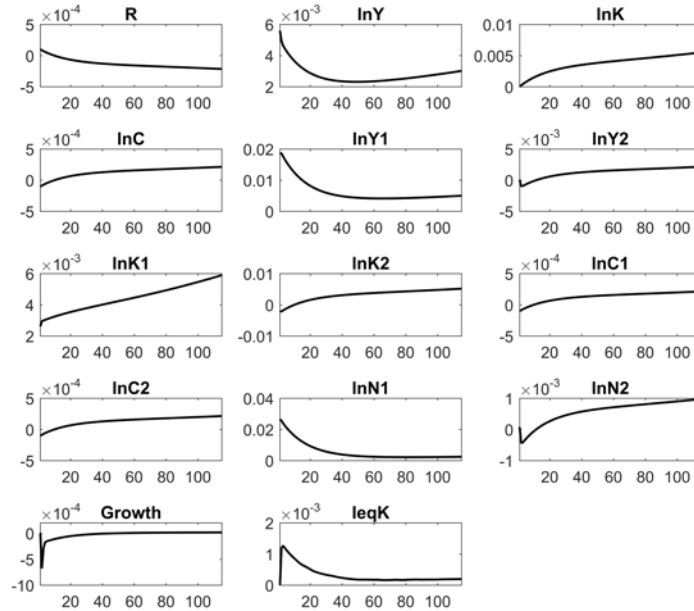 R lnY lnK
×10⁻⁴ ×10⁻³
5 6 0.01
0 4 0.005
-5 2 0
20 40 60 80 100 20 40 60 80 100 20 40 60 80 100
lnC lnY1 lnY2
×10⁻⁴ ×10⁻³
5 0.02 5
0 0.01 0
-5 0 -5
20 40 60 80 100 20 40 60 80 100 20 40 60 80 100
lnK1 lnK2 lnC1
×10⁻³ ×10⁻⁴
6 0.01 5
4 0 0
2 -0.01 -5
20 40 60 80 100 20 40 60 80 100 20 40 60 80 100
lnC2 lnN1 lnN2
×10⁻⁴ ×10⁻³
5 0.04 1
0 0.02 0
-5 0 -1
20 40 60 80 100 20 40 60 80 100 20 40 60 80 100
Growth IeqK
×10⁻⁴ ×10⁻³
0 2
-5 1
-10 0
20 40 60 80 100 20 40 60 80 100